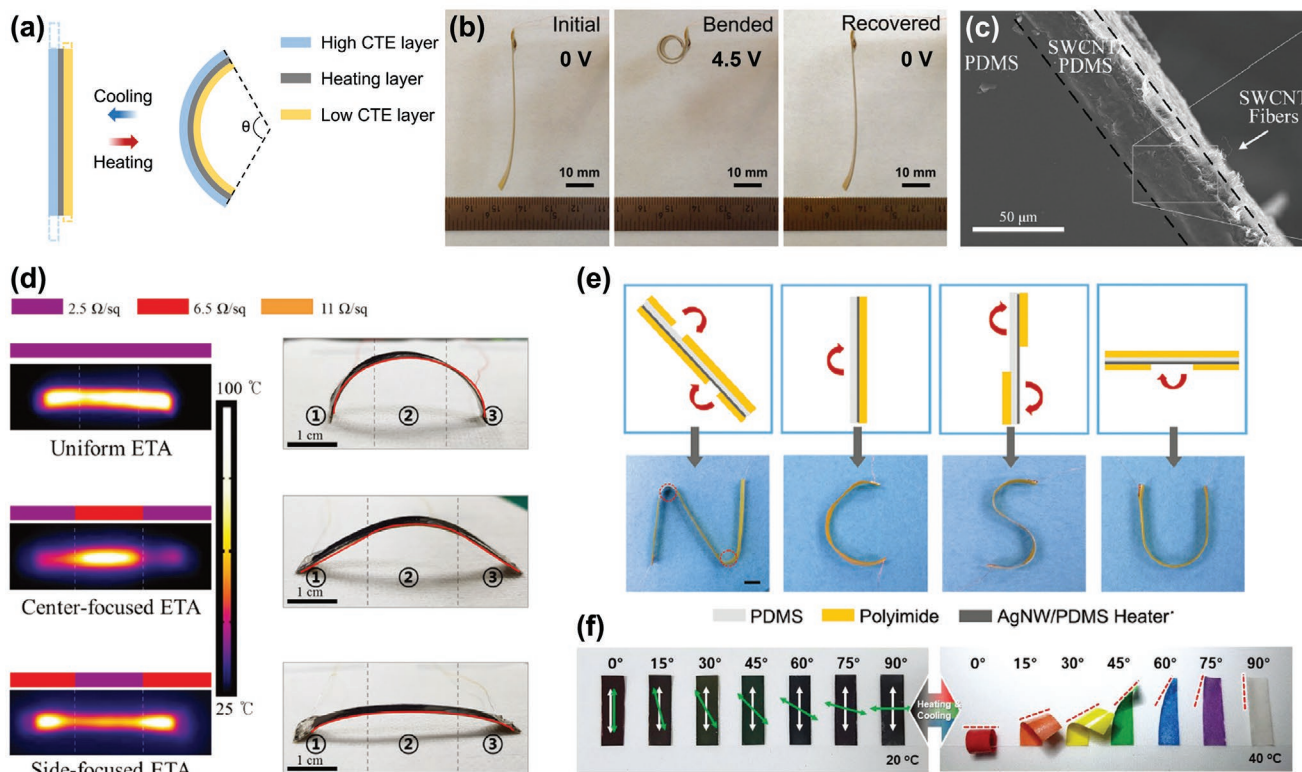 (a)
High CTE layer
Heating layer
Low CTE layer
Cooling
Heating
θ
(b)
Initial
0 V
10 mm
Bended
4.5 V
10 mm
Recovered
0 V
10 mm
(c)
PDMS
SWCNT/
PDMS
SWCNT
Fibers
50 μm
(d)
2.5 Ω/sq
6.5 Ω/sq
11 Ω/sq
100 ℃
25 ℃
Uniform ETA
Center-focused ETA
Side-focused ETA
① ② ③
1 cm
① ② ③
1 cm
① ② ③
1 cm
(e)
PDMS
Polyimide
AgNW/PDMS Heater
(f)
0° 15° 30° 45° 60° 75° 90°
20 °C
Heating &
Cooling
0° 15° 30° 45° 60° 75° 90°
40 °C